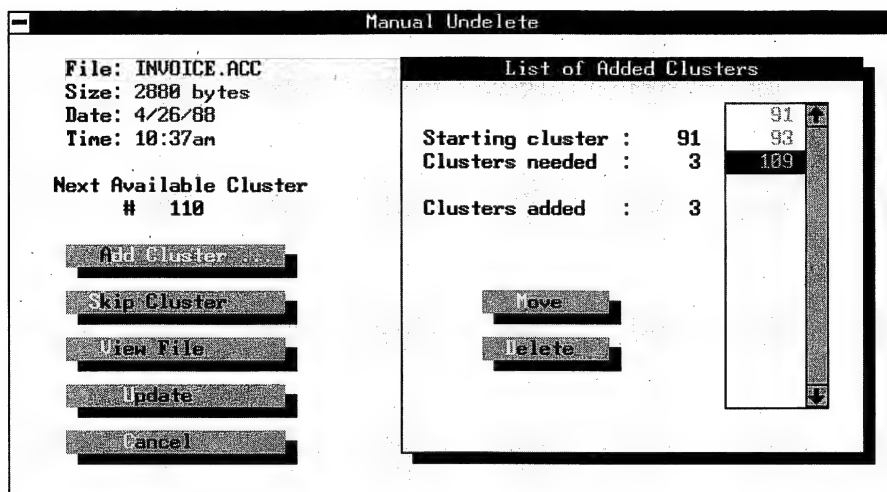 Manual Undelete
File: INVOICE.ACC
Size: 2880 bytes
Date: 4/26/88
Time: 10:37am
Next Available Cluster
# 110
Add Cluster ...
Skip Cluster
View File
Update
Cancel
List of Added Clusters
Starting cluster : 91
Clusters needed : 3
Clusters added : 3
91
93
109
Move
Delete